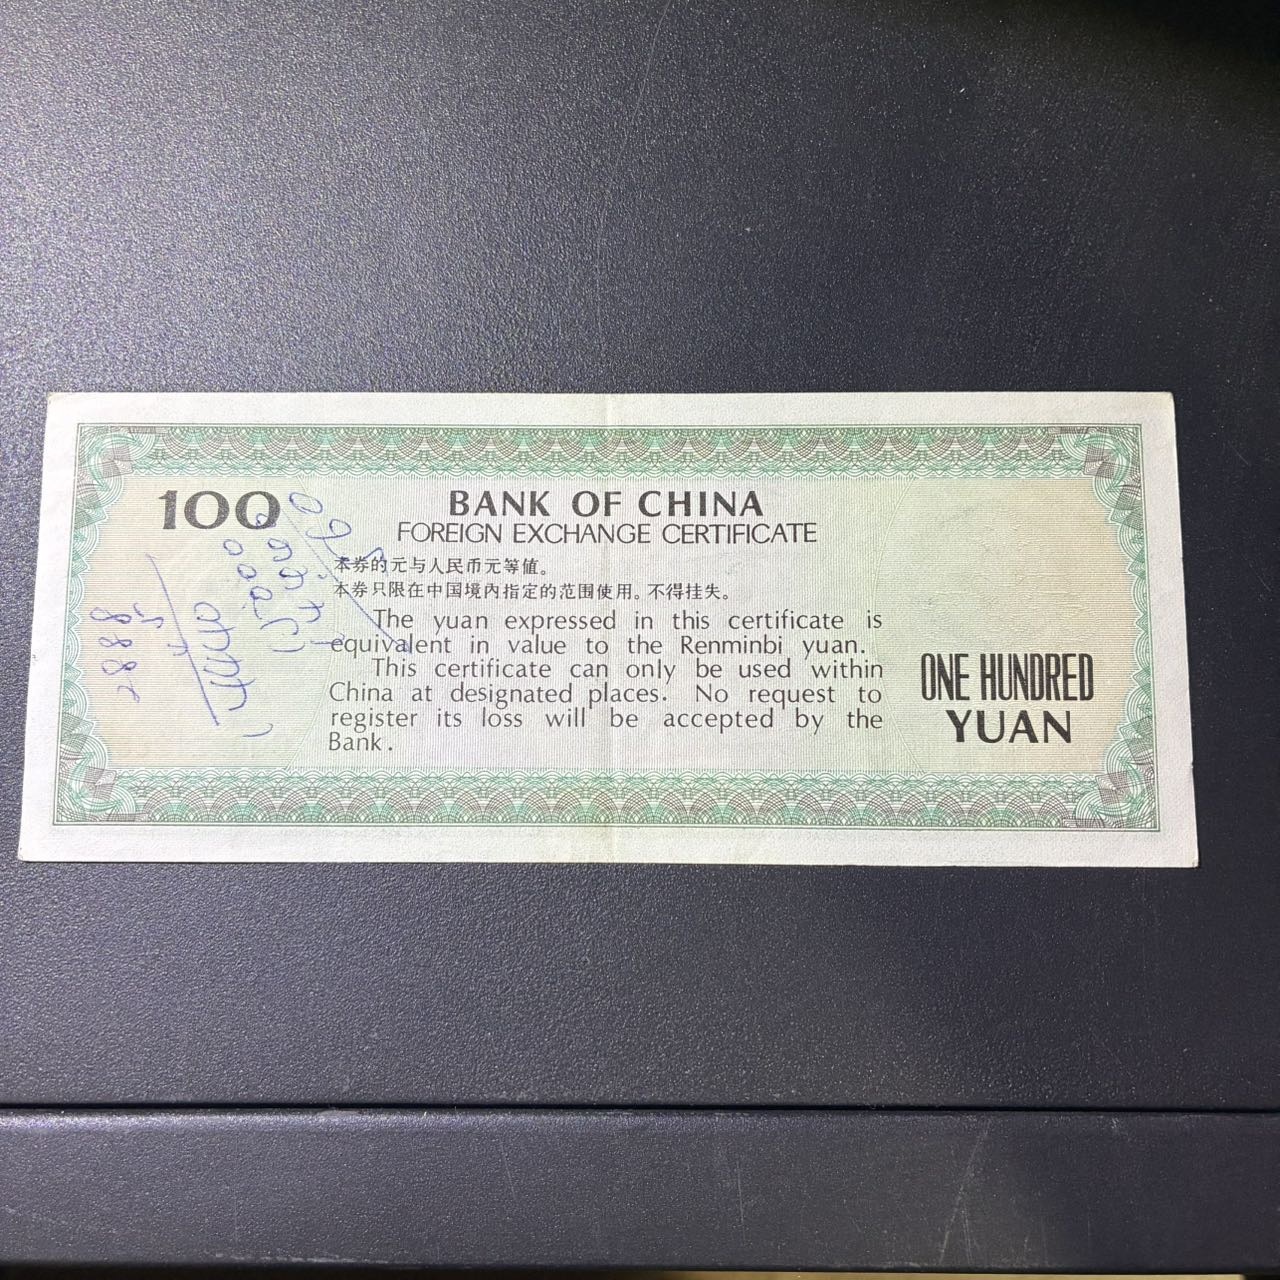 100
BANK OF CHINA
FOREIGN EXCHANGE CERTIFICATE
本券的元与人民币元等值。
本券只限在中国境内指定的范围使用。不得挂失。
The yuan expressed in this certificate is
equivalent in value to the Renminbi yuan.
This certificate can only be used within
China at designated places. No request to
register its loss will be accepted by the
Bank.
ONE HUNDRED
YUAN